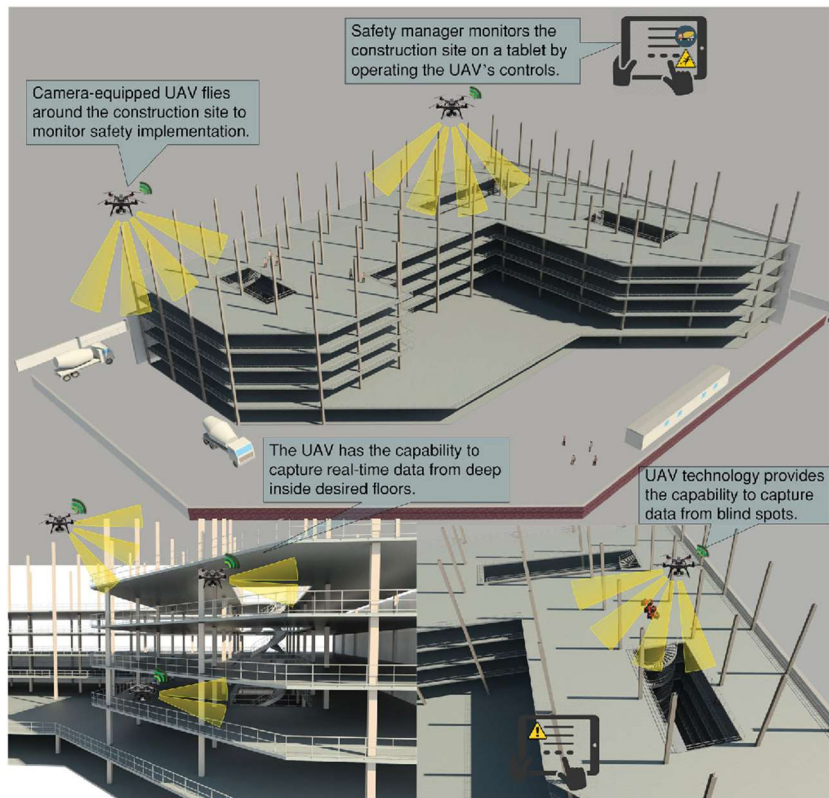 Safety manager monitors the
construction site on a tablet by
operating the UAV's controls.
Camera-equipped UAV flies
around the construction site to
monitor safety implementation.
The UAV has the capability to
capture real-time data from deep
inside desired floors.
UAV technology provides
the capability to capture
data from blind spots.